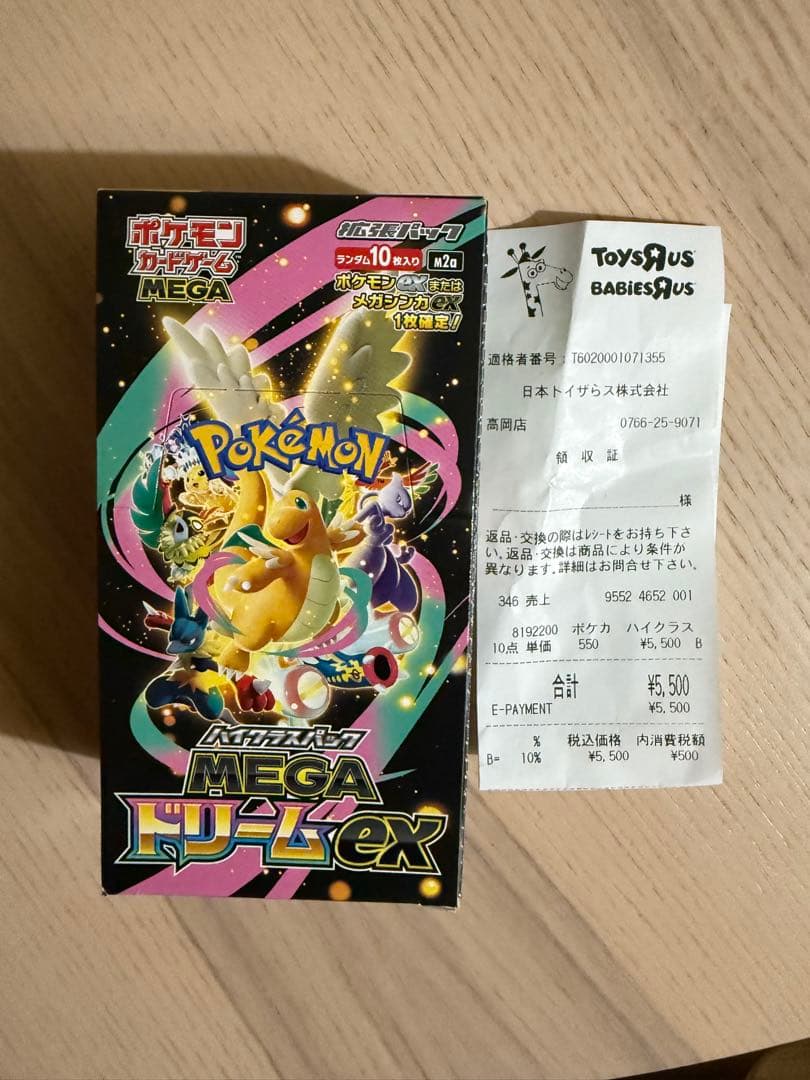 ポケモン
カードゲーム
MEGA
拡張パック
ランダム10枚入り
M2a
ポケモンexまたは
メガシンカex
1枚確定!
POKÉMON
ハイクラスパック
MEGA
ドリームex
TOYSЯUS
BABIESЯUS
適格者番号:T6020001071355
日本トイザらス株式会社
高岡店 0766-25-9071
領 収 証
様
返品・交換の際はレシートをお持ち下さ
い。返品・交換は商品により条件が
異なります。詳細はお問合せ下さい。
346 売上 9552 4652 001
8192200 ポケカ ハイクラス
10点 単価 550 ¥5,500 B
合計 ¥5,500
E-PAYMENT ¥5,500
% 税込価格 内消費税額
B= 10% ¥5,500 ¥500